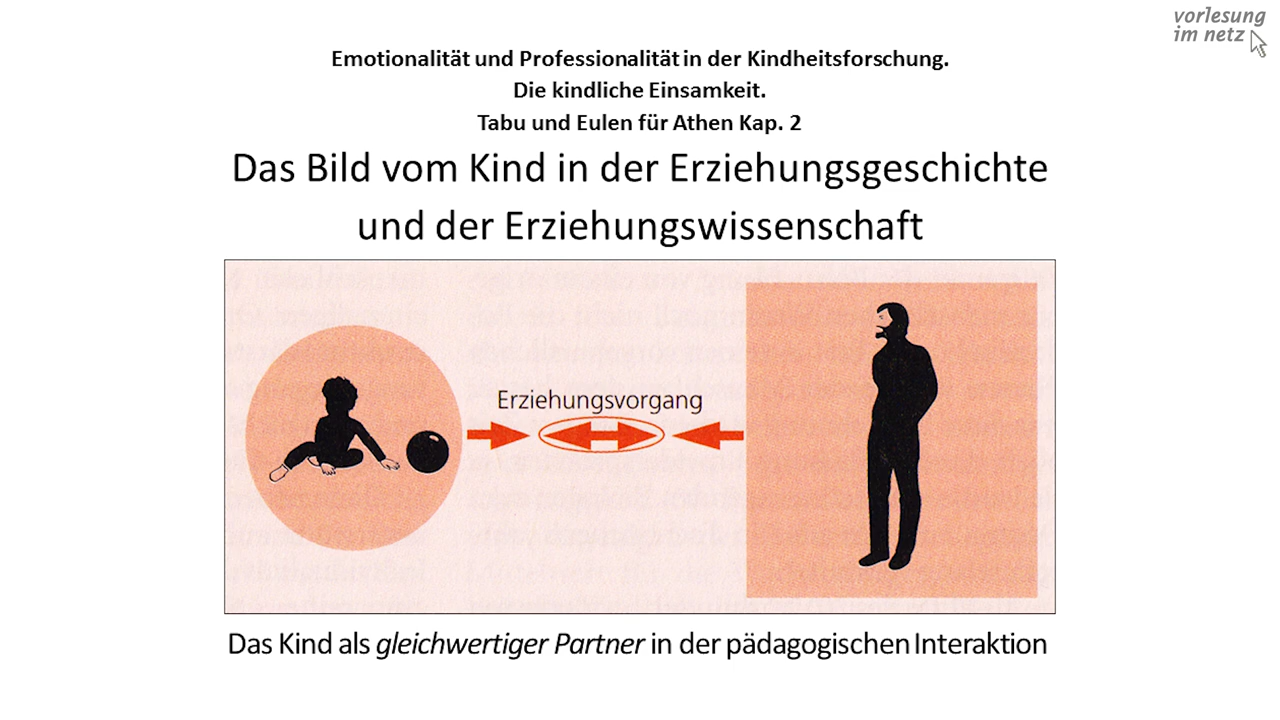 vorlesung
im netz
Emotionalität und Professionalität in der Kindheitsforschung.
Die kindliche Einsamkeit.
Tabu und Eulen für Athen Kap. 2
Das Bild vom Kind in der Erziehungsgeschichte
und der Erziehungswissenschaft
Erziehungsvorgang
Das Kind als gleichwertiger Partner in der pädagogischen Interaktion